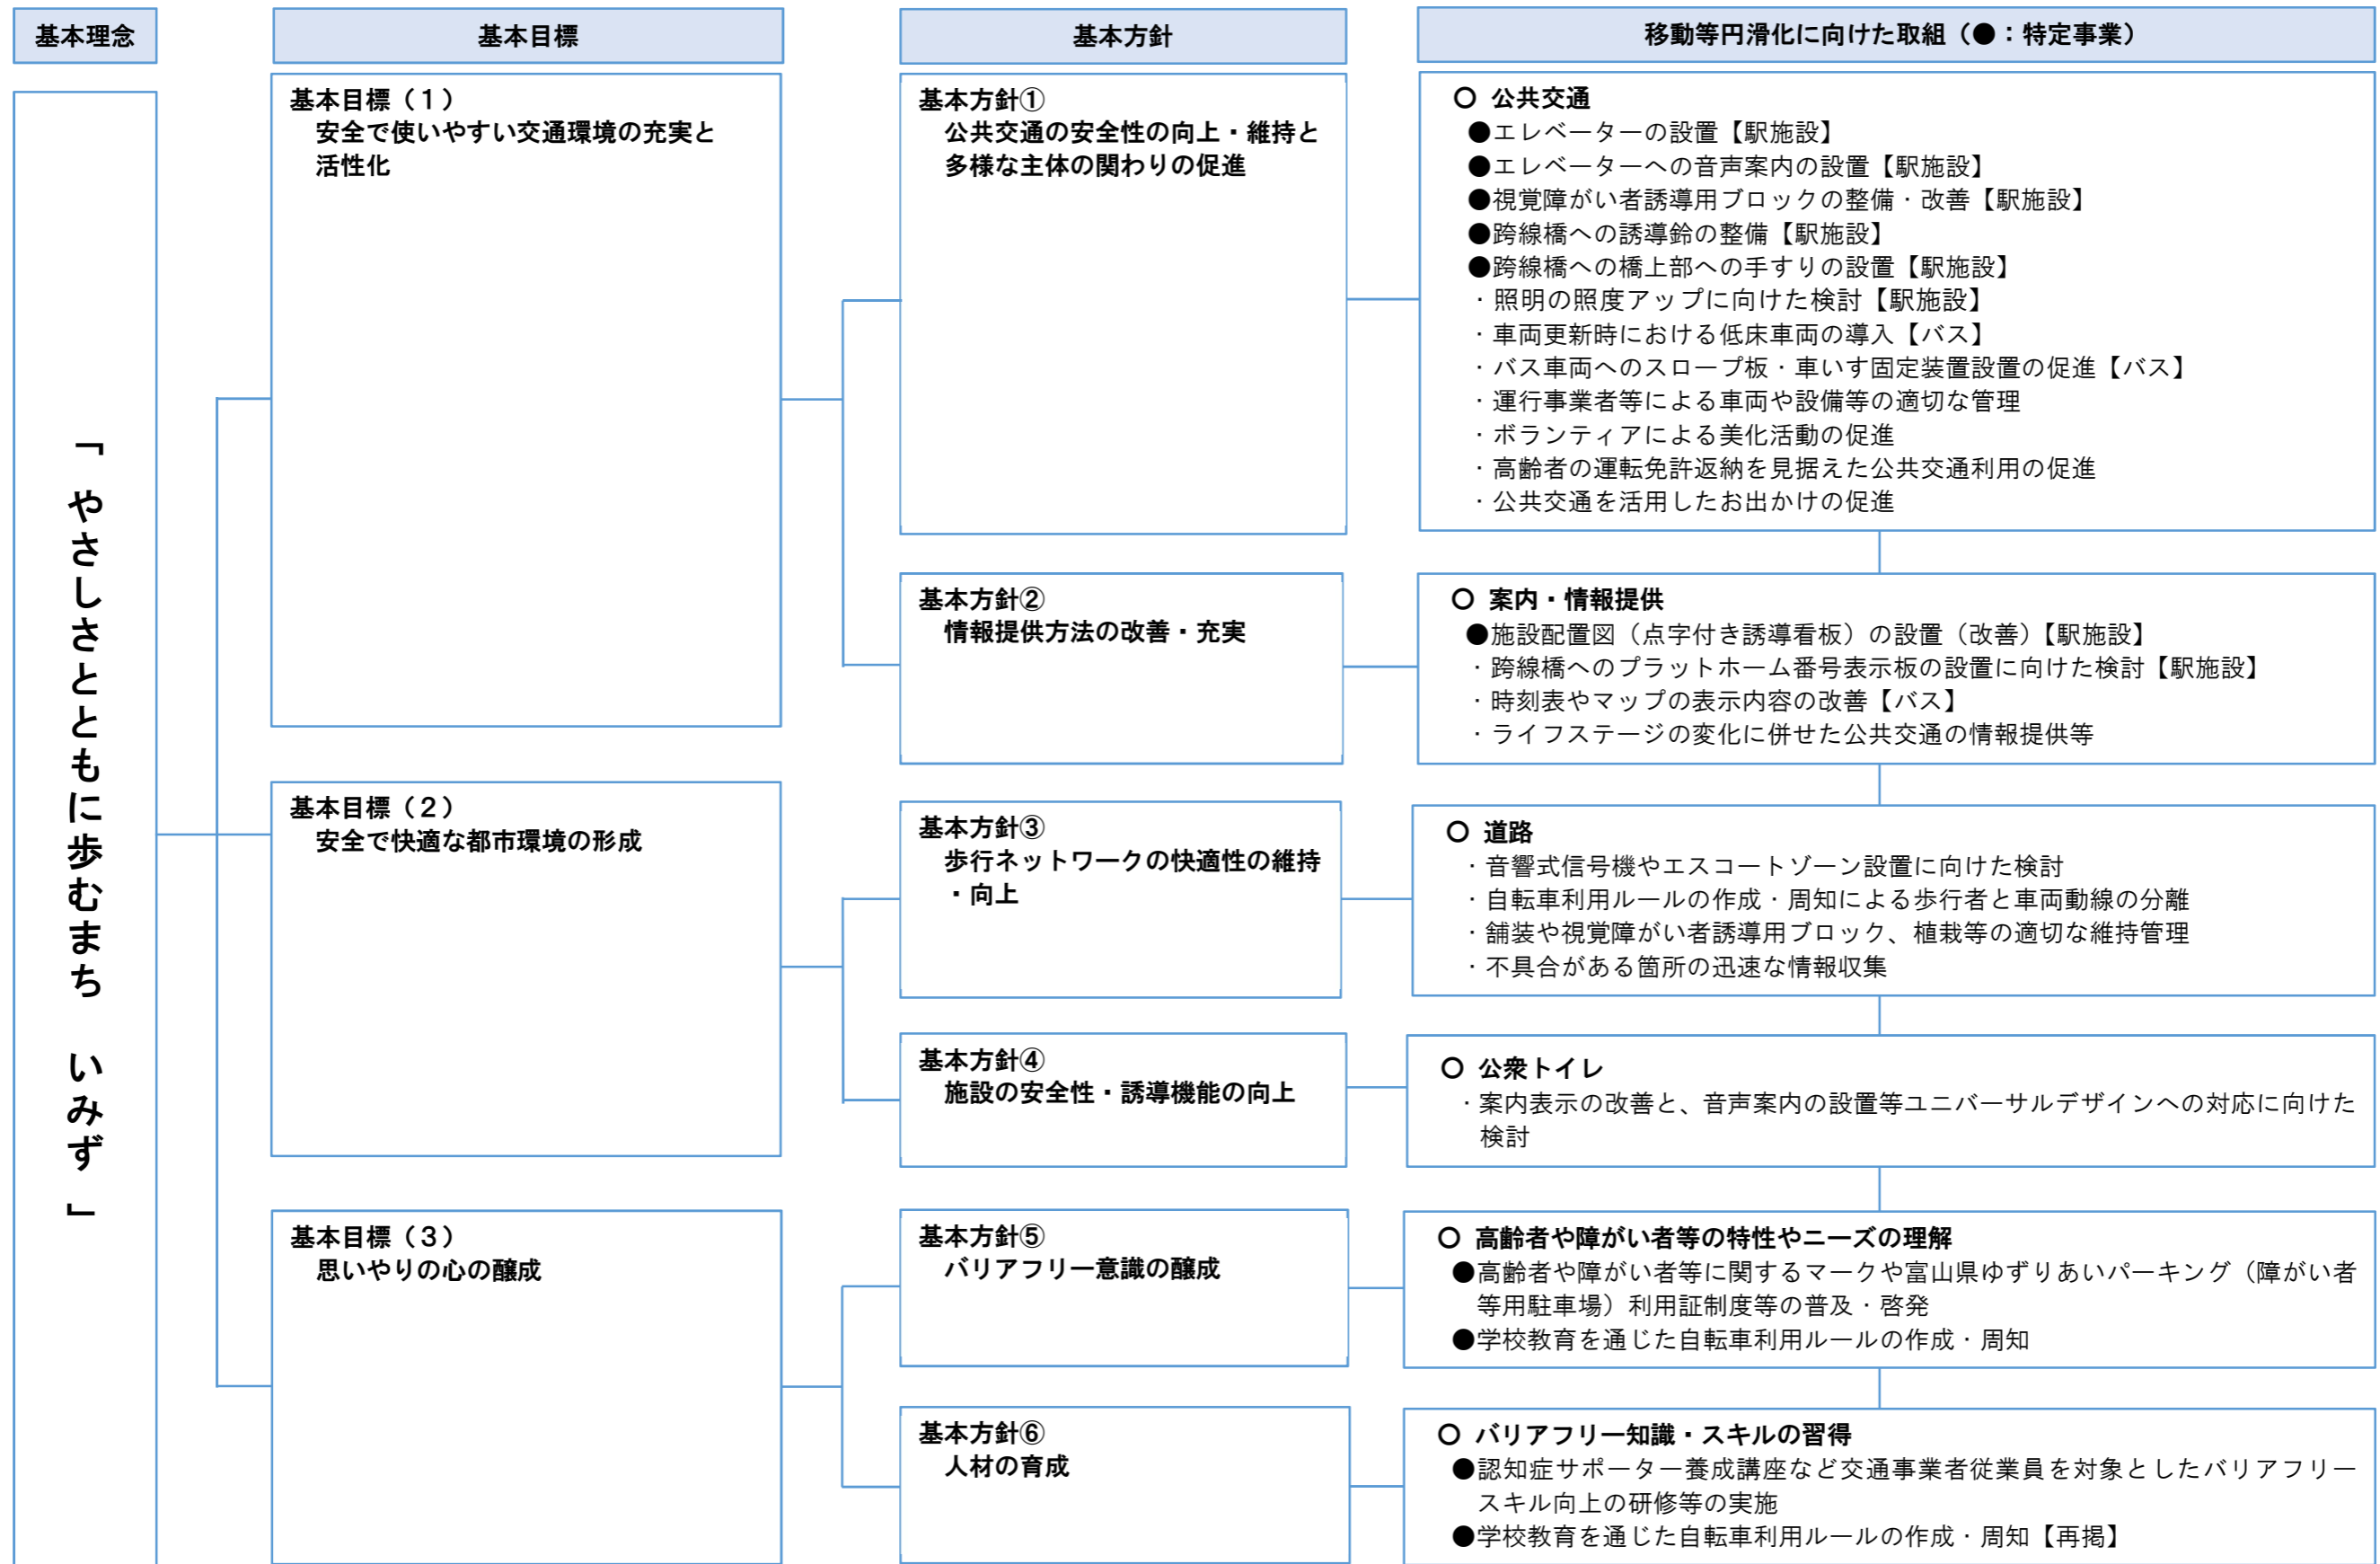 基本理念
基本目標
基本方針
移動等円滑化に向けた取組（●：特定事業）
「 やさしさとともに歩むまち　いみず 」
基本目標（１）
安全で使いやすい交通環境の充実と
活性化
基本方針①
公共交通の安全性の向上・維持と
多様な主体の関わりの促進
○ 公共交通
●エレベーターの設置【駅施設】
●エレベーターへの音声案内の設置【駅施設】
●視覚障がい者誘導用ブロックの整備・改善【駅施設】
●跨線橋への誘導鈴の整備【駅施設】
●跨線橋への橋上部への手すりの設置【駅施設】
・照明の照度アップに向けた検討【駅施設】
・車両更新時における低床車両の導入【バス】
・バス車両へのスロープ板・車いす固定装置設置の促進【バス】
・運行事業者等による車両や設備等の適切な管理
・ボランティアによる美化活動の促進
・高齢者の運転免許返納を見据えた公共交通利用の促進
・公共交通を活用したお出かけの促進
基本方針②
情報提供方法の改善・充実
○ 案内・情報提供
●施設配置図（点字付き誘導看板）の設置（改善）【駅施設】
・跨線橋へのプラットホーム番号表示板の設置に向けた検討【駅施設】
・時刻表やマップの表示内容の改善【バス】
・ライフステージの変化に併せた公共交通の情報提供等
基本目標（２）
安全で快適な都市環境の形成
基本方針③
歩行ネットワークの快適性の維持
・向上
○ 道路
・音響式信号機やエスコートゾーン設置に向けた検討
・自転車利用ルールの作成・周知による歩行者と車両動線の分離
・舗装や視覚障がい者誘導用ブロック、植栽等の適切な維持管理
・不具合がある箇所の迅速な情報収集
基本方針④
施設の安全性・誘導機能の向上
○ 公衆トイレ
・案内表示の改善と、音声案内の設置等ユニバーサルデザインへの対応に向けた
検討
基本目標（３）
思いやりの心の醸成
基本方針⑤
バリアフリー意識の醸成
○ 高齢者や障がい者等の特性やニーズの理解
●高齢者や障がい者等に関するマークや富山県ゆずりあいパーキング（障がい者
等用駐車場）利用証制度等の普及・啓発
●学校教育を通じた自転車利用ルールの作成・周知
基本方針⑥
人材の育成
○ バリアフリー知識・スキルの習得
●認知症サポーター養成講座など交通事業者従業員を対象としたバリアフリー
スキル向上の研修等の実施
●学校教育を通じた自転車利用ルールの作成・周知【再掲】